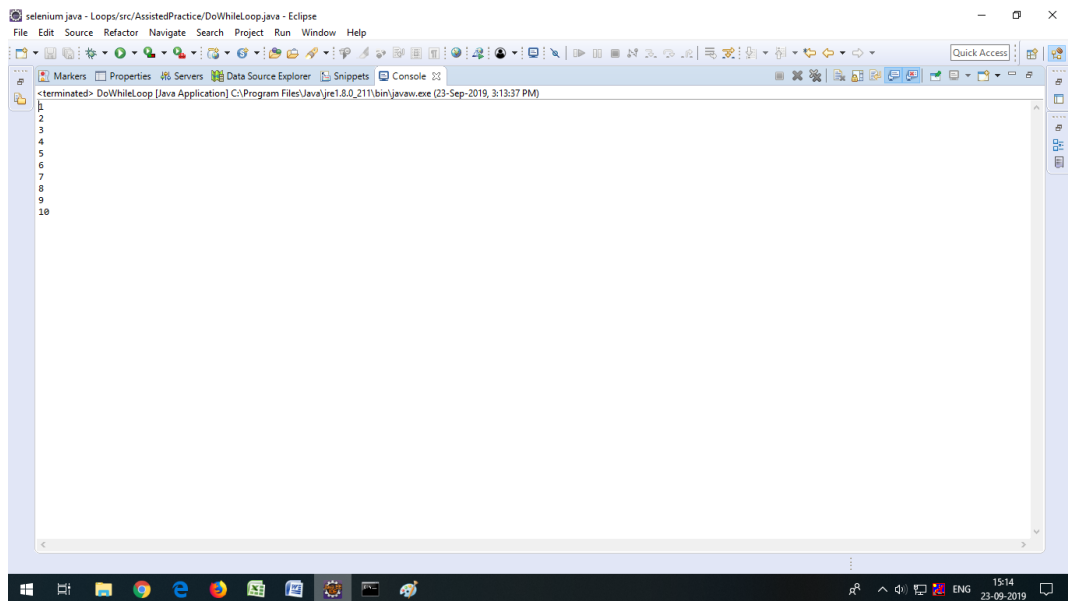 selenium java - Loops/src/AssistedPractice/DoWhileLoop.java - Eclipse
File Edit Source Refactor Navigate Search Project Run Window Help
Quick Access
Markers Properties Servers Data Source Explorer Snippets Console
<terminated> DoWhileLoop [Java Application] C:\Program Files\Java\jre1.8.0_211\bin\javaw.exe (23-Sep-2019, 3:13:37 PM)
1
2
3
4
5
6
7
8
9
10
ENG
15:14
23-09-2019